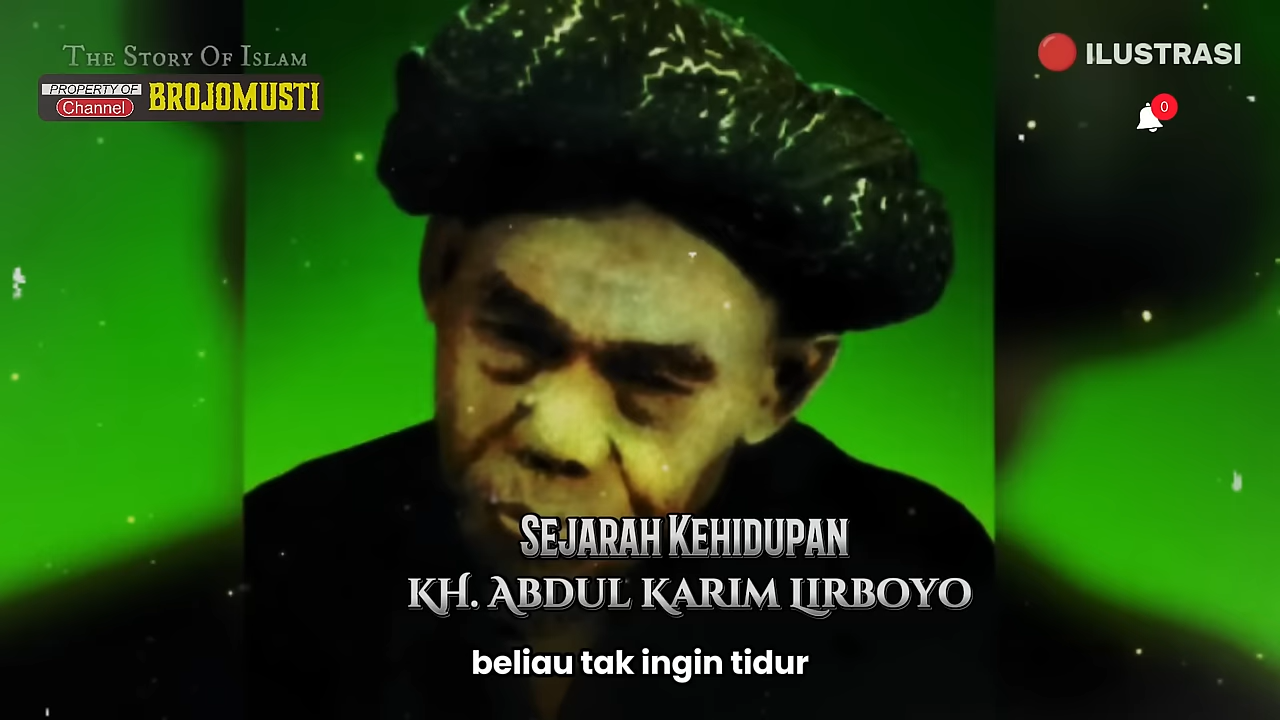 The Story Of Islam
PROPERTY OF
Channel
BROJOMUSTI
ILUSTRASI
0
Sejarah Kehidupan
KH. Abdul Karim Lirboyo
beliau tak ingin tidur